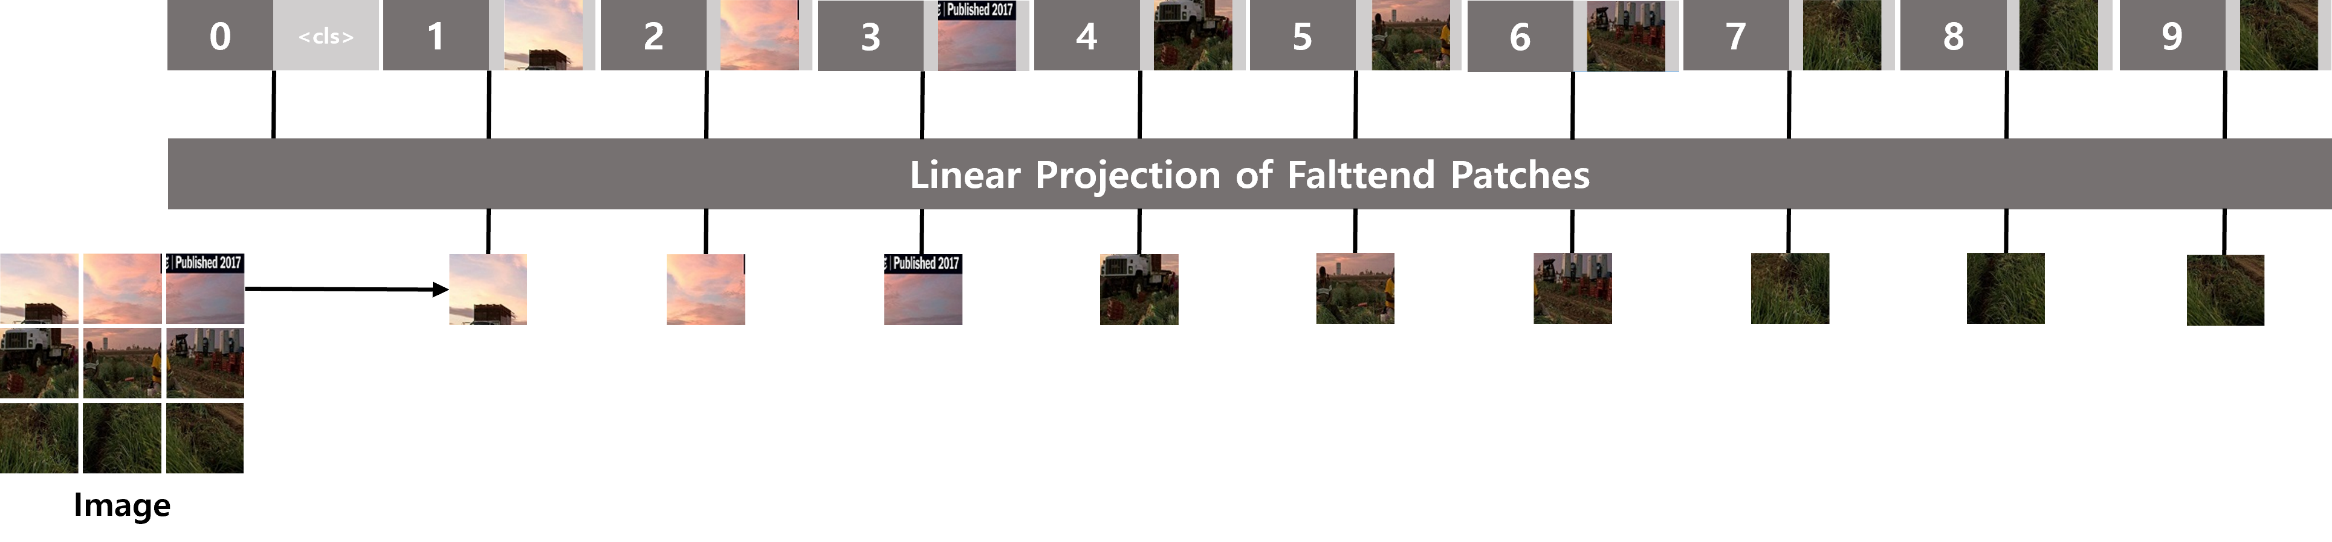 0 <cls> 1 2 3 4 5 6 7 8 9
Published 2017
Linear Projection of Falttend Patches
Published 2017
Published 2017
Image